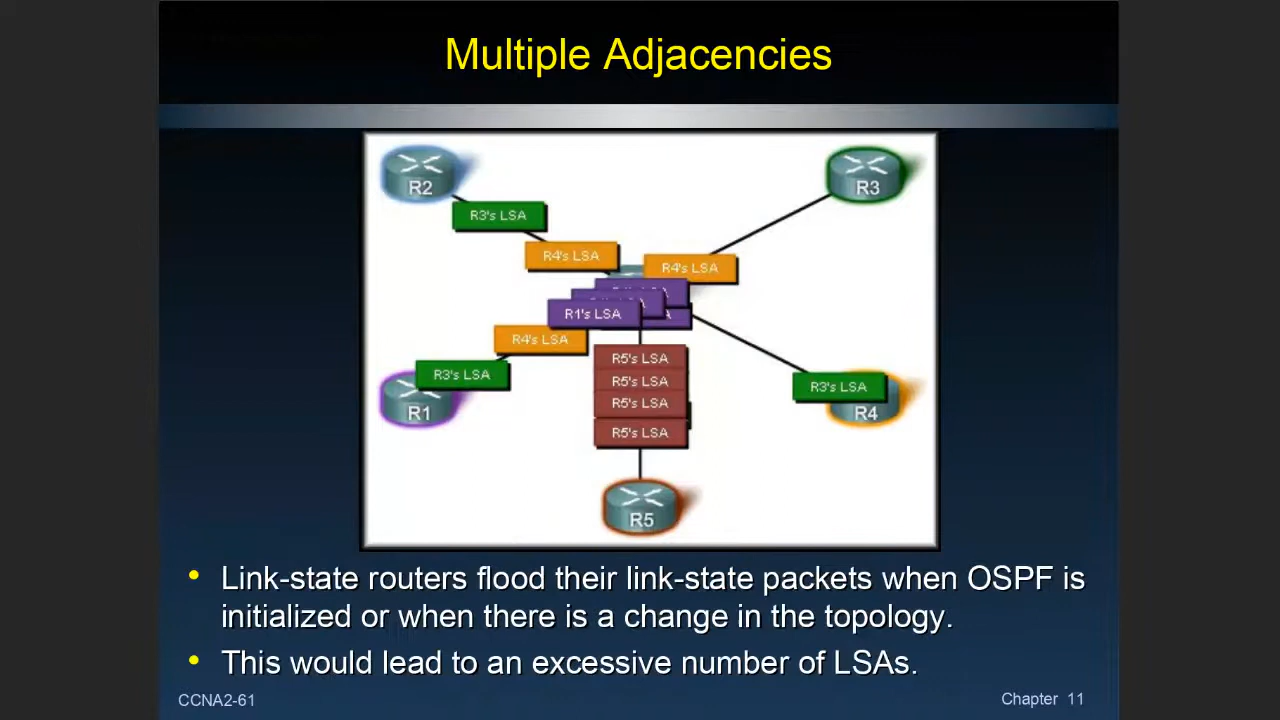 Multiple Adjacencies
R2
R3
R3's LSA
R4's LSA
R4's LSA
R1's LSA
R4's LSA
R5's LSA
R3's LSA
R5's LSA
R3's LSA
R1
R5's LSA
R4
R5's LSA
R5
• Link-state routers flood their link-state packets when OSPF is
initialized or when there is a change in the topology.
• This would lead to an excessive number of LSAs.
CCNA2-61
Chapter 11